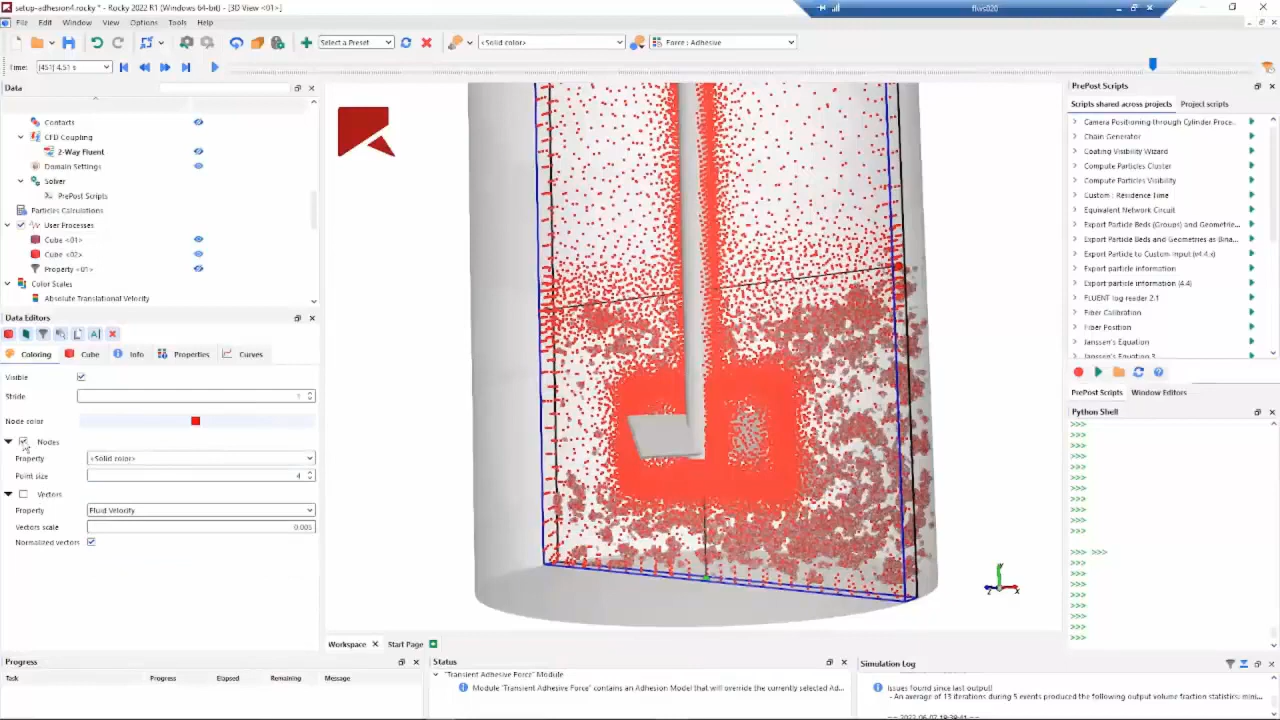 setup-adhesion4.rocky * - Rocky 2022 R1 (Windows 64-bit) - [3D View <01>]
flws020
File Edit Window View Options Tools Help
Select a Preset
<Solid color>
Force : Adhesive
Time: [451] 4.51 s
Data
Contacts
CFD Coupling
2-Way Fluent
Domain Settings
Solver
PrePost Scripts
Particles Calculations
User Processes
Cube <01>
Cube <02>
Property <01>
Color Scales
Absolute Translational Velocity
Data Editors
Coloring Cube Info Properties Curves
Visible
Stride 1
Node color
Nodes
Property <Solid color>
Point size 4
Vectors
Property Fluid Velocity
Vectors scale 0.005
Normalized vectors
Y
Z X
Workspace Start Page
PrePost Scripts
Scripts shared across projects Project scripts
Camera Positioning through Cylinder Proce...
Chain Generator
Coating Visibility Wizard
Compute Particles Cluster
Compute Particles Visibility
Custom : Residence Time
Equivalent Network Circuit
Export Particle Beds (Groups) and Geometrie...
Export Particle Beds and Geometries as Bina...
Export Particle to Custom Input (v4.4.x)
Export particle information
Export particle information (4.4)
FLUENT log reader 2.1
Fiber Calibration
Fiber Position
Janssen's Equation
Janssen's Equation 3
PrePost Scripts Window Editors
Python Shell
>>>
>>>
>>>
>>>
>>>
>>>
>>>
>>>
>>>
>>>
>>>
>>> >>>
>>>
>>>
>>>
>>>
>>>
>>>
>>>
>>>
Progress
Task Progress Elapsed Remaining Message
Status
"Transient Adhesive Force" Module
Module "Transient Adhesive Force" contains an Adhesion Model that will override the currently selected Ad...
Simulation Log
Issues found since last output!
- An average of 13 iterations during 5 events produced the following output volume fraction statistics: mini...